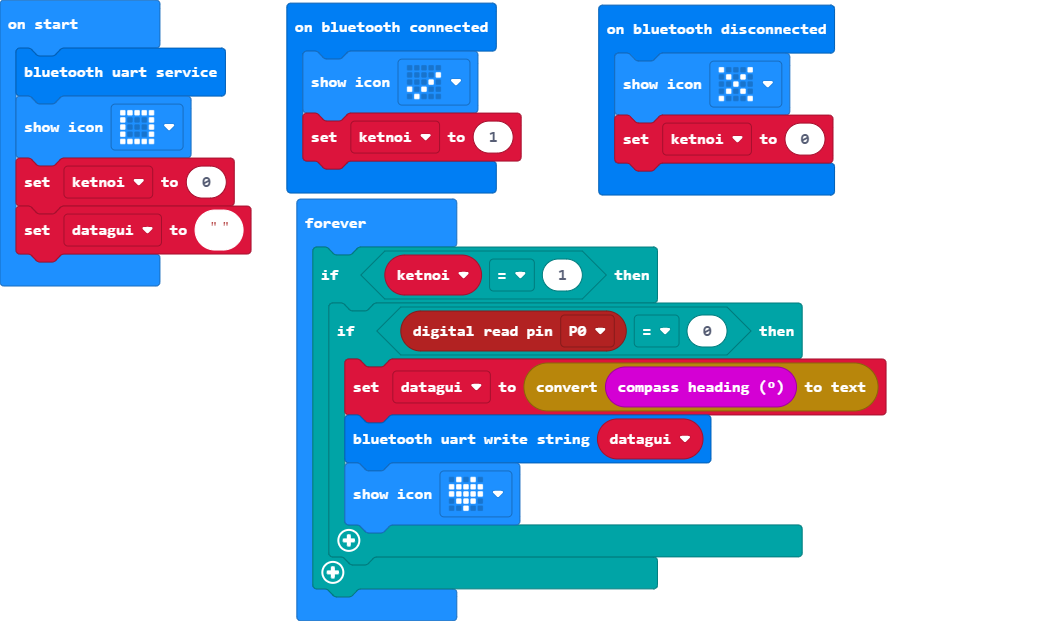 on start
bluetooth uart service
show icon
set ketnoi to 0
set datagui to " "
on bluetooth connected
show icon
set ketnoi to 1
on bluetooth disconnected
show icon
set ketnoi to 0
forever
if ketnoi = 1 then
if digital read pin P0 = 0 then
set datagui to convert compass heading (º) to text
bluetooth uart write string datagui
show icon